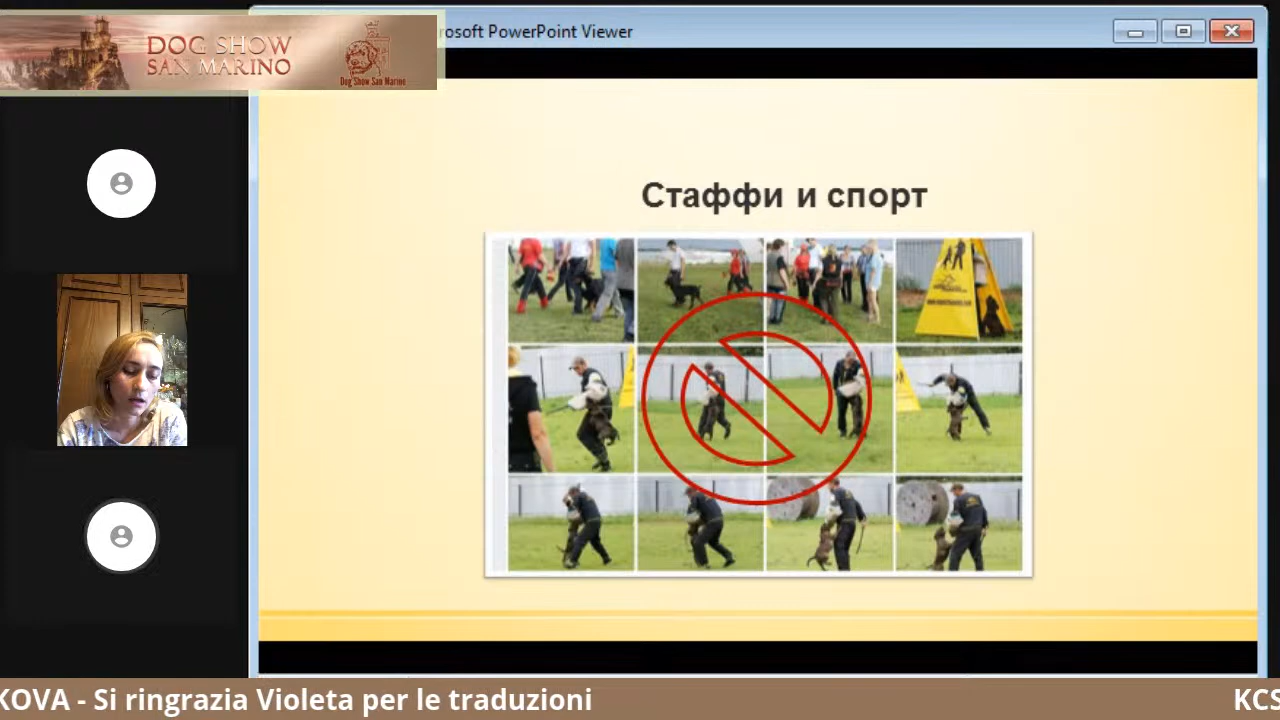 DOG SHOW
SAN MARINO
Dog Show San Marino
rosoft PowerPoint Viewer
Стаффи и спорт
KOVA - Si ringrazia Violeta per le traduzioni
KCS